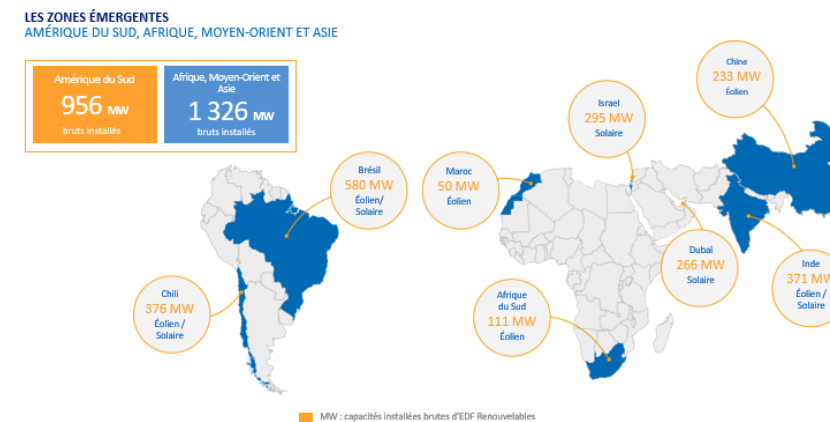 LES ZONES ÉMERGENTES
AMÉRIQUE DU SUD, AFRIQUE, MOYEN-ORIENT ET ASIE
Amérique du Sud
956 MW
bruts installés
Afrique, Moyen-Orient et
Asie
1 326 MW
bruts installés
Chine
233 MW
Éolien
Israel
295 MW
Solaire
Brésil
580 MW
Éolien/
Solaire
Maroc
50 MW
Éolien
Dubaï
266 MW
Solaire
Inde
371 MW
Éolien /
Solaire
Chili
376 MW
Éolien /
Solaire
Afrique
du Sud
111 MW
Éolien
MW : capacités installées brutes d'EDF Renouvelables